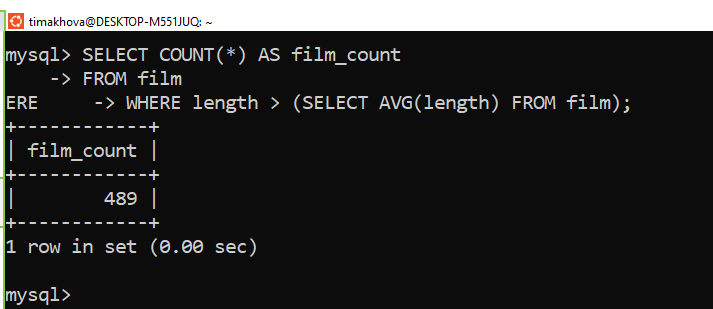 timakhova@DESKTOP-M551JUQ: ~
mysql> SELECT COUNT(*) AS film_count
    -> FROM film
ERE     -> WHERE length > (SELECT AVG(length) FROM film);
+------------+
| film_count |
+------------+
|        489 |
+------------+
1 row in set (0.00 sec)

mysql>